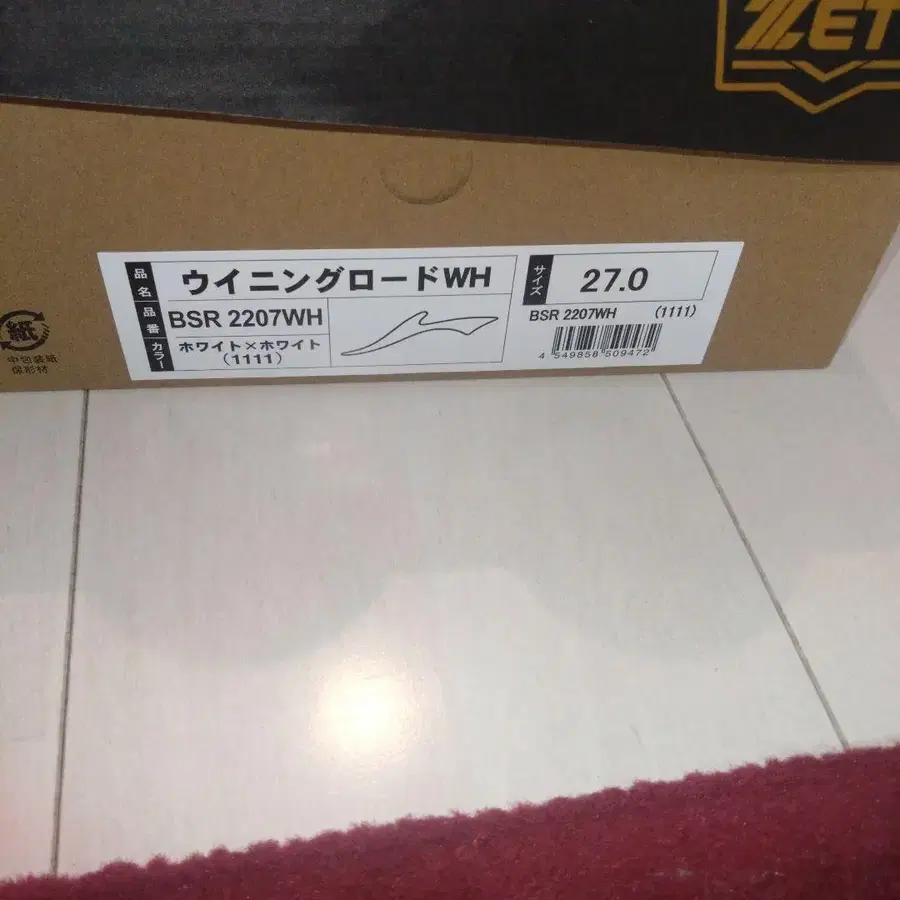 ZET
紙
中包装紙
保形材
品名
ウイニングロードWH
品番
BSR 2207WH
カラー
ホワイト×ホワイト
(1111)
サイズ
27.0
BSR 2207WH (1111)
4 549858 509472